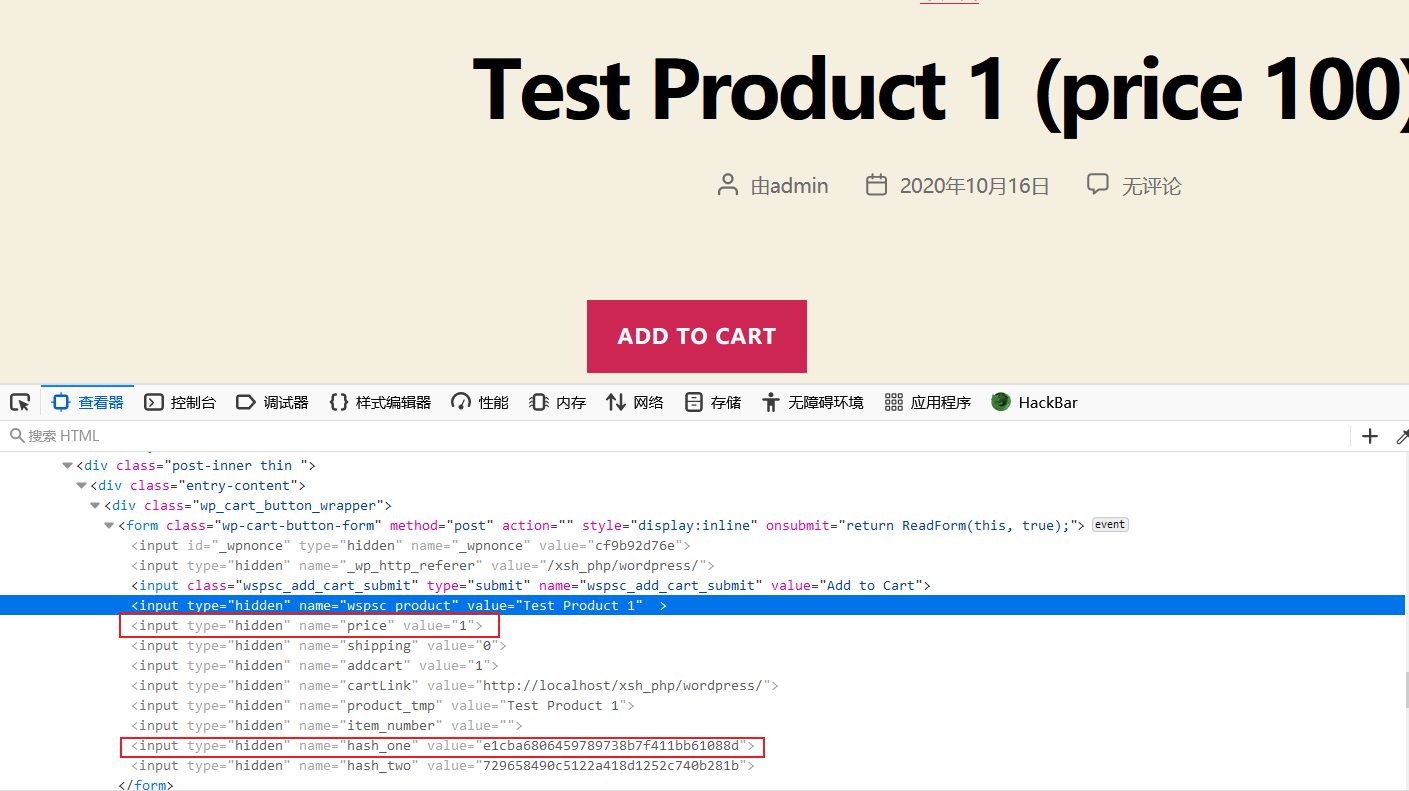 Test Product 1 (price 100)
由admin 2020年10月16日 无评论
ADD TO CART
查看器 控制台 调试器 样式编辑器 性能 内存 网络 存储 无障碍环境 应用程序 HackBar
搜索 HTML
<div class="post-inner thin ">
<div class="entry-content">
<div class="wp_cart_button_wrapper">
<form class="wp-cart-button-form" method="post" action="" style="display:inline" onsubmit="return ReadForm(this, true);"> event
<input id="_wpnonce" type="hidden" name="_wpnonce" value="cf9b92d76e">
<input type="hidden" name="_wp_http_referer" value="/xsh_php/wordpress/">
<input class="wspsc_add_cart_submit" type="submit" name="wspsc_add_cart_submit" value="Add to Cart">
<input type="hidden" name="wspsc_product" value="Test Product 1" >
<input type="hidden" name="price" value="1">
<input type="hidden" name="shipping" value="0">
<input type="hidden" name="addcart" value="1">
<input type="hidden" name="cartLink" value="http://localhost/xsh_php/wordpress/">
<input type="hidden" name="product_tmp" value="Test Product 1">
<input type="hidden" name="item_number" value="">
<input type="hidden" name="hash_one" value="e1cba6806459789738b7f411bb61088d">
<input type="hidden" name="hash_two" value="729658490c5122a418d1252c740b281b">
</form>